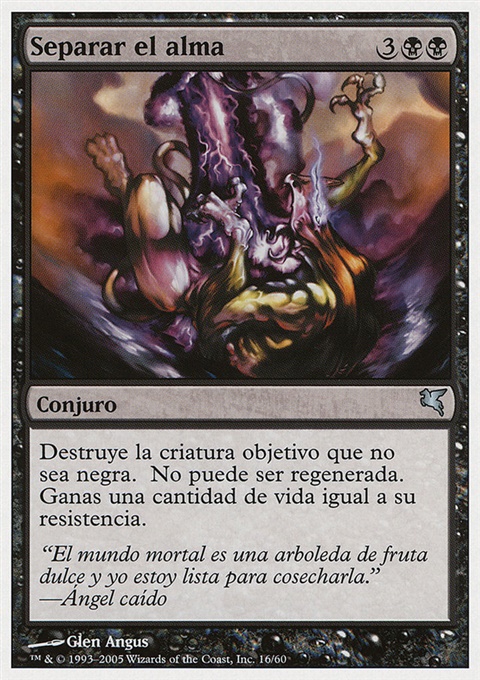 Separar el alma 3
Conjuro
Destruye la criatura objetivo que no
sea negra. No puede ser regenerada.
Ganas una cantidad de vida igual a su
resistencia.
“El mundo mortal es una arboleda de fruta
dulce y yo estoy lista para cosecharla.”
—Ángel caído
Glen Angus
™ & © 1993–2005 Wizards of the Coast, Inc. 16/60